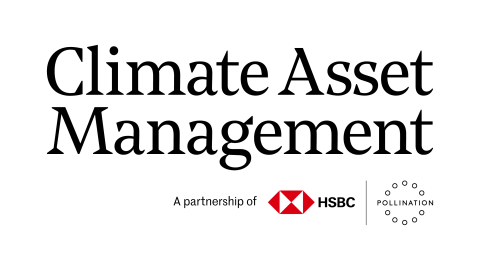 Climate Asset
Management
A partnership of HSBC POLLINATION